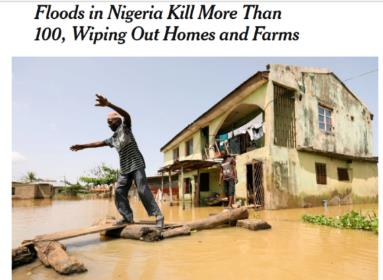 Floods in Nigeria Kill More Than
100, Wiping Out Homes and Farms